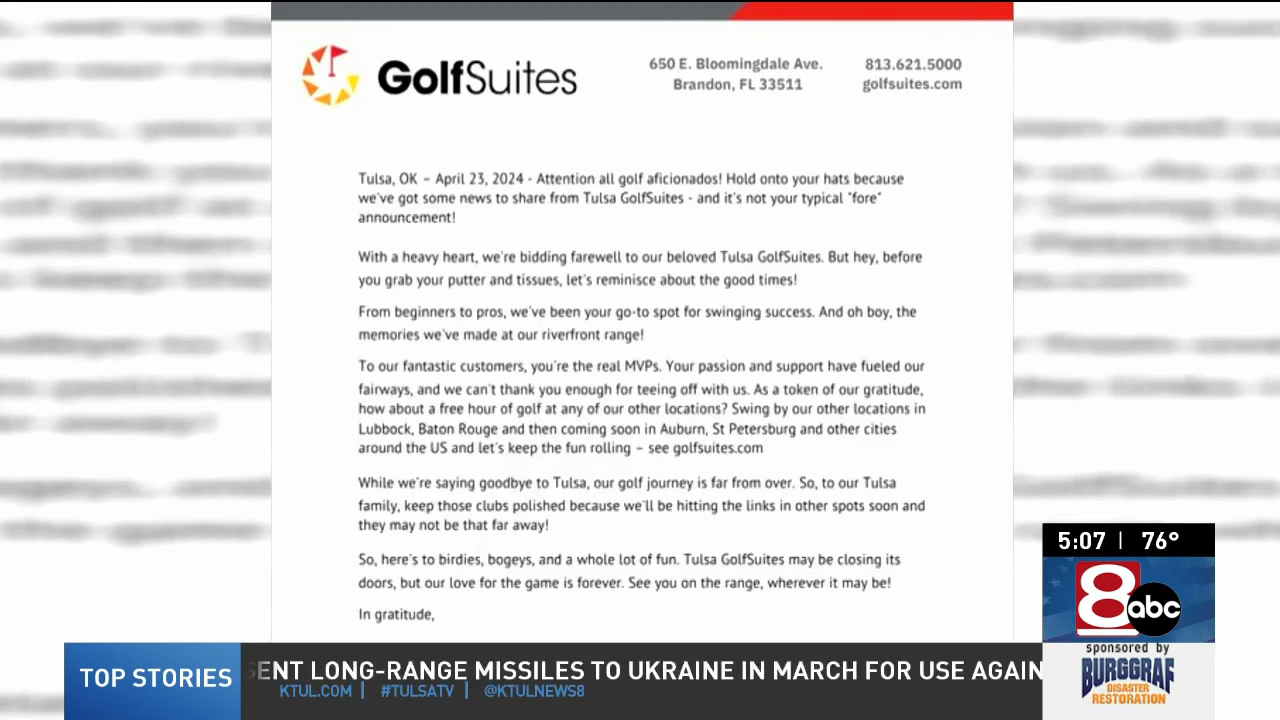 GolfSuites
650 E. Bloomingdale Ave.
Brandon, FL 33511
813.621.5000
golfsuites.com
Tulsa, OK – April 23, 2024 - Attention all golf aficionados! Hold onto your hats because
we've got some news to share from Tulsa GolfSuites - and it's not your typical "fore"
announcement!
With a heavy heart, we're bidding farewell to our beloved Tulsa GolfSuites. But hey, before
you grab your putter and tissues, let's reminisce about the good times!
From beginners to pros, we've been your go-to spot for swinging success. And oh boy, the
memories we've made at our riverfront range!
To our fantastic customers, you're the real MVPs. Your passion and support have fueled our
fairways, and we can't thank you enough for teeing off with us. As a token of our gratitude,
how about a free hour of golf at any of our other locations? Swing by our other locations in
Lubbock, Baton Rouge and then coming soon in Auburn, St Petersburg and other cities
around the US and let's keep the fun rolling – see golfsuites.com
While we're saying goodbye to Tulsa, our golf journey is far from over. So, to our Tulsa
family, keep those clubs polished because we'll be hitting the links in other spots soon and
they may not be that far away!
So, here's to birdies, bogeys, and a whole lot of fun. Tulsa GolfSuites may be closing its
doors, but our love for the game is forever. See you on the range, wherever it may be!
In gratitude,
5:07 | 76°
8 abc
sponsored by
BURGGRAF
DISASTER
RESTORATION
TOP STORIES
ENT LONG-RANGE MISSILES TO UKRAINE IN MARCH FOR USE AGAIN
KTUL.COM | #TULSATV | @KTULNEWS8